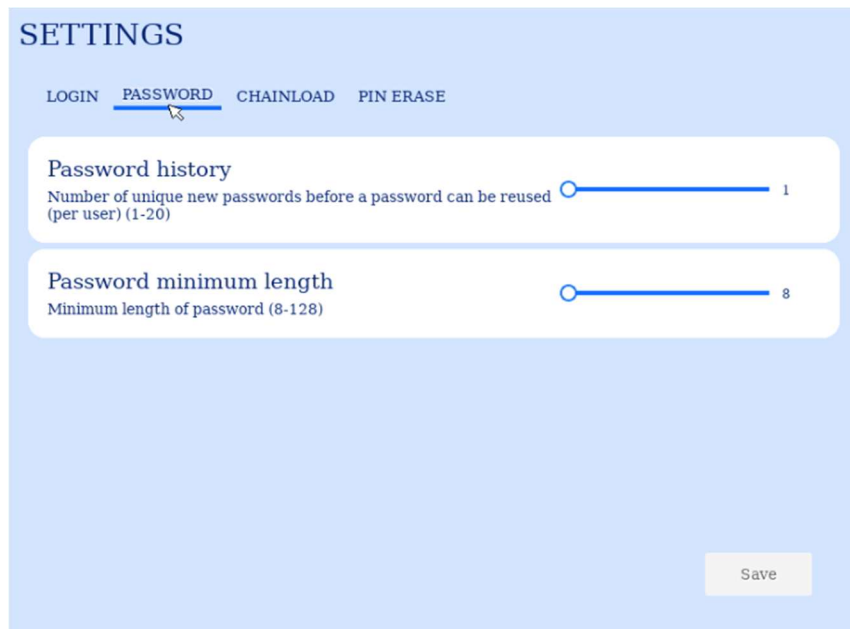 SETTINGS
LOGIN PASSWORD CHAINLOAD PIN ERASE
Password history
Number of unique new passwords before a password can be reused
(per user) (1-20)
1
Password minimum length
Minimum length of password (8-128)
8
Save